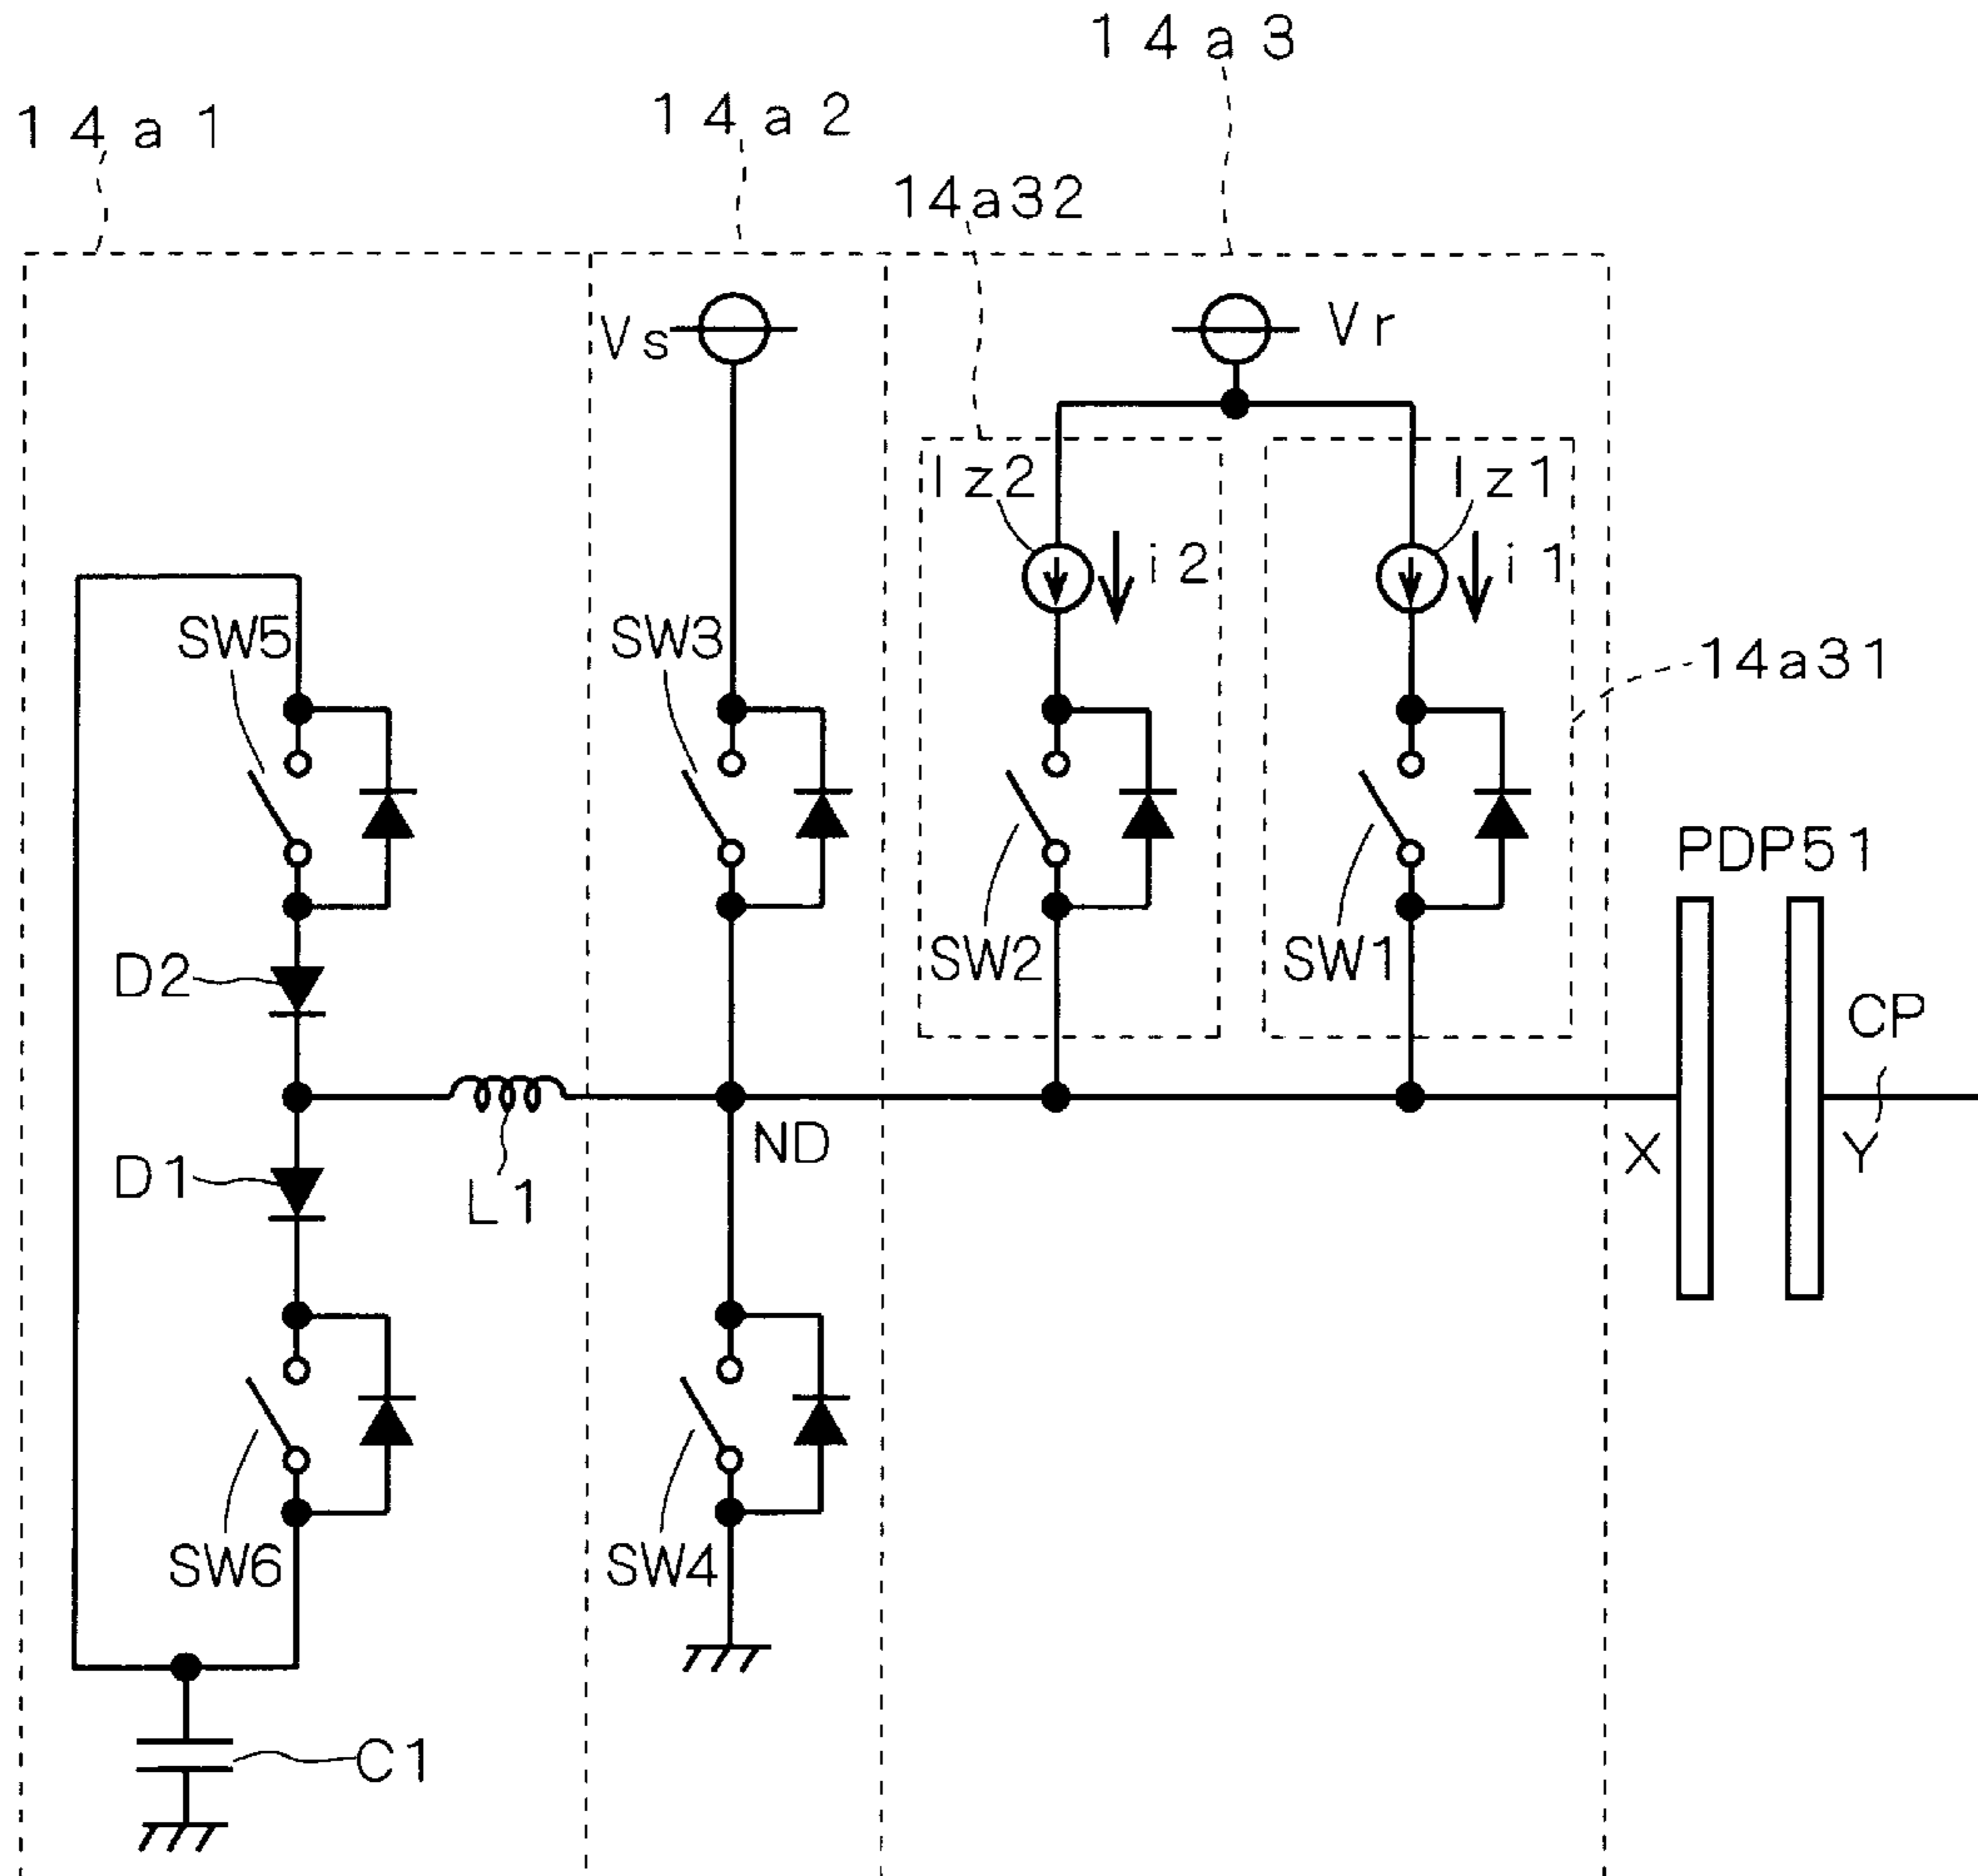 14a3
14a1
14a2
14a32
Vs
Vr
Iz2
Iz1
i2
i1
SW5
SW3
14a31
PDP51
SW2
SW1
D2
CP
ND
X
Y
D1
L1
SW6
SW4
C1